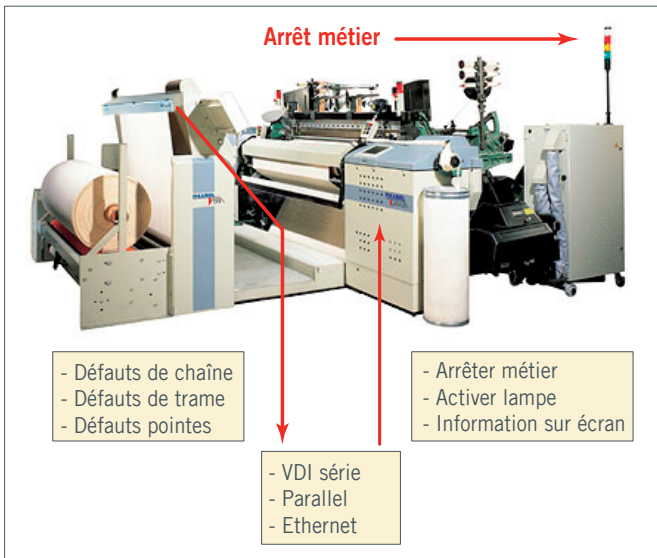 Arrêt métier
- Défauts de chaîne
- Défauts de trame
- Défauts pointes
- Arrêter métier
- Activer lampe
- Information sur écran
- VDI série
- Parallel
- Ethernet